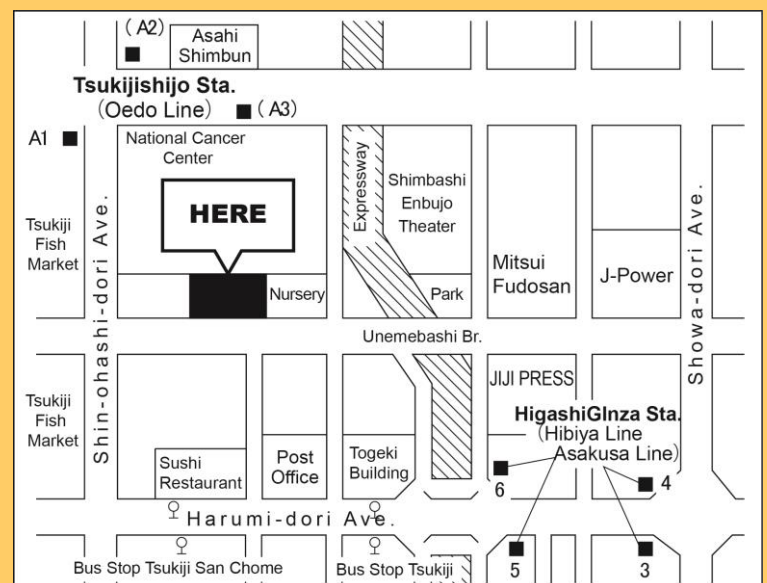 (A2)
Asahi
Shimbun
Tsukijishijo Sta.
(Oedo Line)
(A3)
A1
National Cancer
Center
HERE
Expressway
Shimbashi
Enbujo
Theater
Tsukiji
Fish
Market
Shin-ohashi-dori Ave.
Nursery
Park
Mitsui
Fudosan
J-Power
Showa-dori Ave.
Unemebashi Br.
Tsukiji
Fish
Market
JIJI PRESS
HigashiGInza Sta.
(Hibiya Line
Asakusa Line)
Sushi
Restaurant
Post
Office
Togeki
Building
6
4
Harumi-dori Ave.
Bus Stop Tsukiji San Chome
Bus Stop Tsukiji
5
3